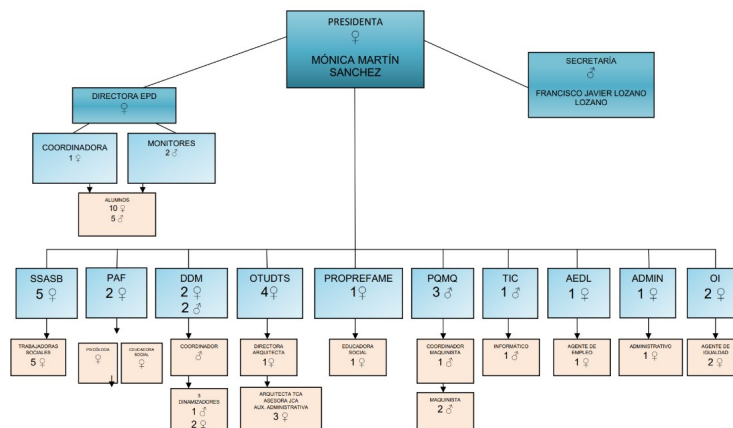 PRESIDENTA
♀
MÓNICA MARTÍN
SANCHEZ
SECRETARÍA
♂
FRANCISCO JAVIER LOZANO
LOZANO
DIRECTORA EPD
♀
COORDINADORA
1 ♀
MONITORES
2 ♂
ALUMNOS
10 ♀
5 ♂
SSASB
5 ♀
PAF
2 ♀
DDM
2 ♀
2 ♂
OTUDTS
4 ♀
PROPREFAME
1 ♀
PQMQ
3 ♂
TIC
1 ♂
AEDL
1 ♀
ADMIN
1 ♀
OI
2 ♀
TRABAJADORAS
SOCIALES
5 ♀
PSICÓLOGA
♀
EDUCADORA
SOCIAL
♀
COORDINADOR
♂
DIRECTORA
ARQUITECTA
1 ♀
EDUCADORA
SOCIAL
1 ♀
COORDINADOR
MAQUINISTA
1 ♂
INFORMÁTICO
1 ♂
AGENTE DE
EMPLEO
1 ♀
ADMINISTRATIVO
1 ♀
AGENTE DE
IGUALDAD
2 ♀
3
DINAMIZADORES
1 ♂
2 ♀
ARQUITECTA TCA
ASESORA JCA
AUX. ADMINISTRATIVA
3 ♀
MAQUINISTA
2 ♂